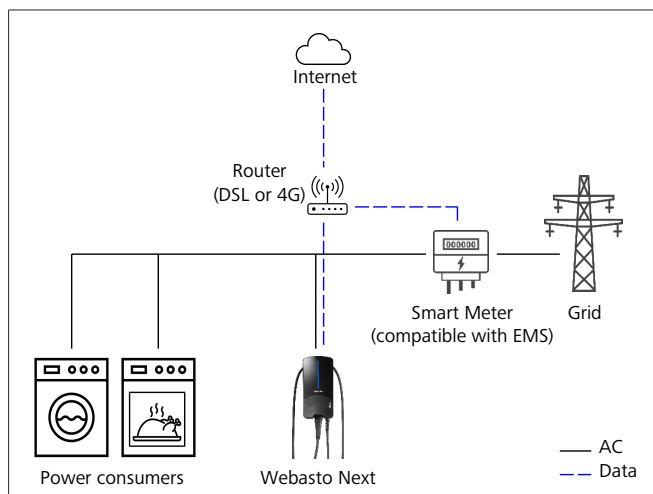 Internet
Router
(DSL or 4G)
000000
Smart Meter
(compatible with EMS)
Grid
Power consumers
Webasto Next
AC
Data